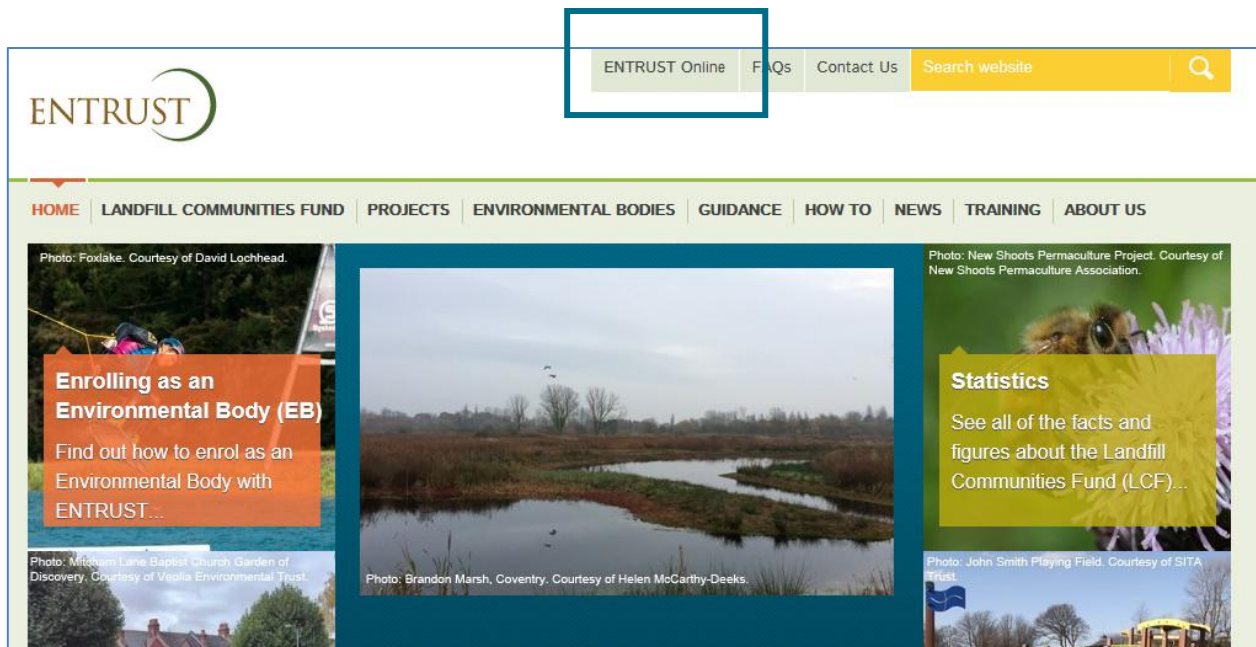 ENTRUST Online
FAQs
Contact Us
Search website
ENTRUST
HOME
LANDFILL COMMUNITIES FUND
PROJECTS
ENVIRONMENTAL BODIES
GUIDANCE
HOW TO
NEWS
TRAINING
ABOUT US
Photo: Foxlake. Courtesy of David Lochhead.
Enrolling as an
Environmental Body (EB)
Find out how to enrol as an
Environmental Body with
ENTRUST...
Photo: Mitcham Lane Baptist Church Garden of
Discovery. Courtesy of Veolia Environmental Trust.
Photo: Brandon Marsh, Coventry. Courtesy of Helen McCarthy-Deeks.
Photo: New Shoots Permaculture Project. Courtesy of
New Shoots Permaculture Association.
Statistics
See all of the facts and
figures about the Landfill
Communities Fund (LCF)...
Photo: John Smith Playing Field. Courtesy of SITA
Trust.